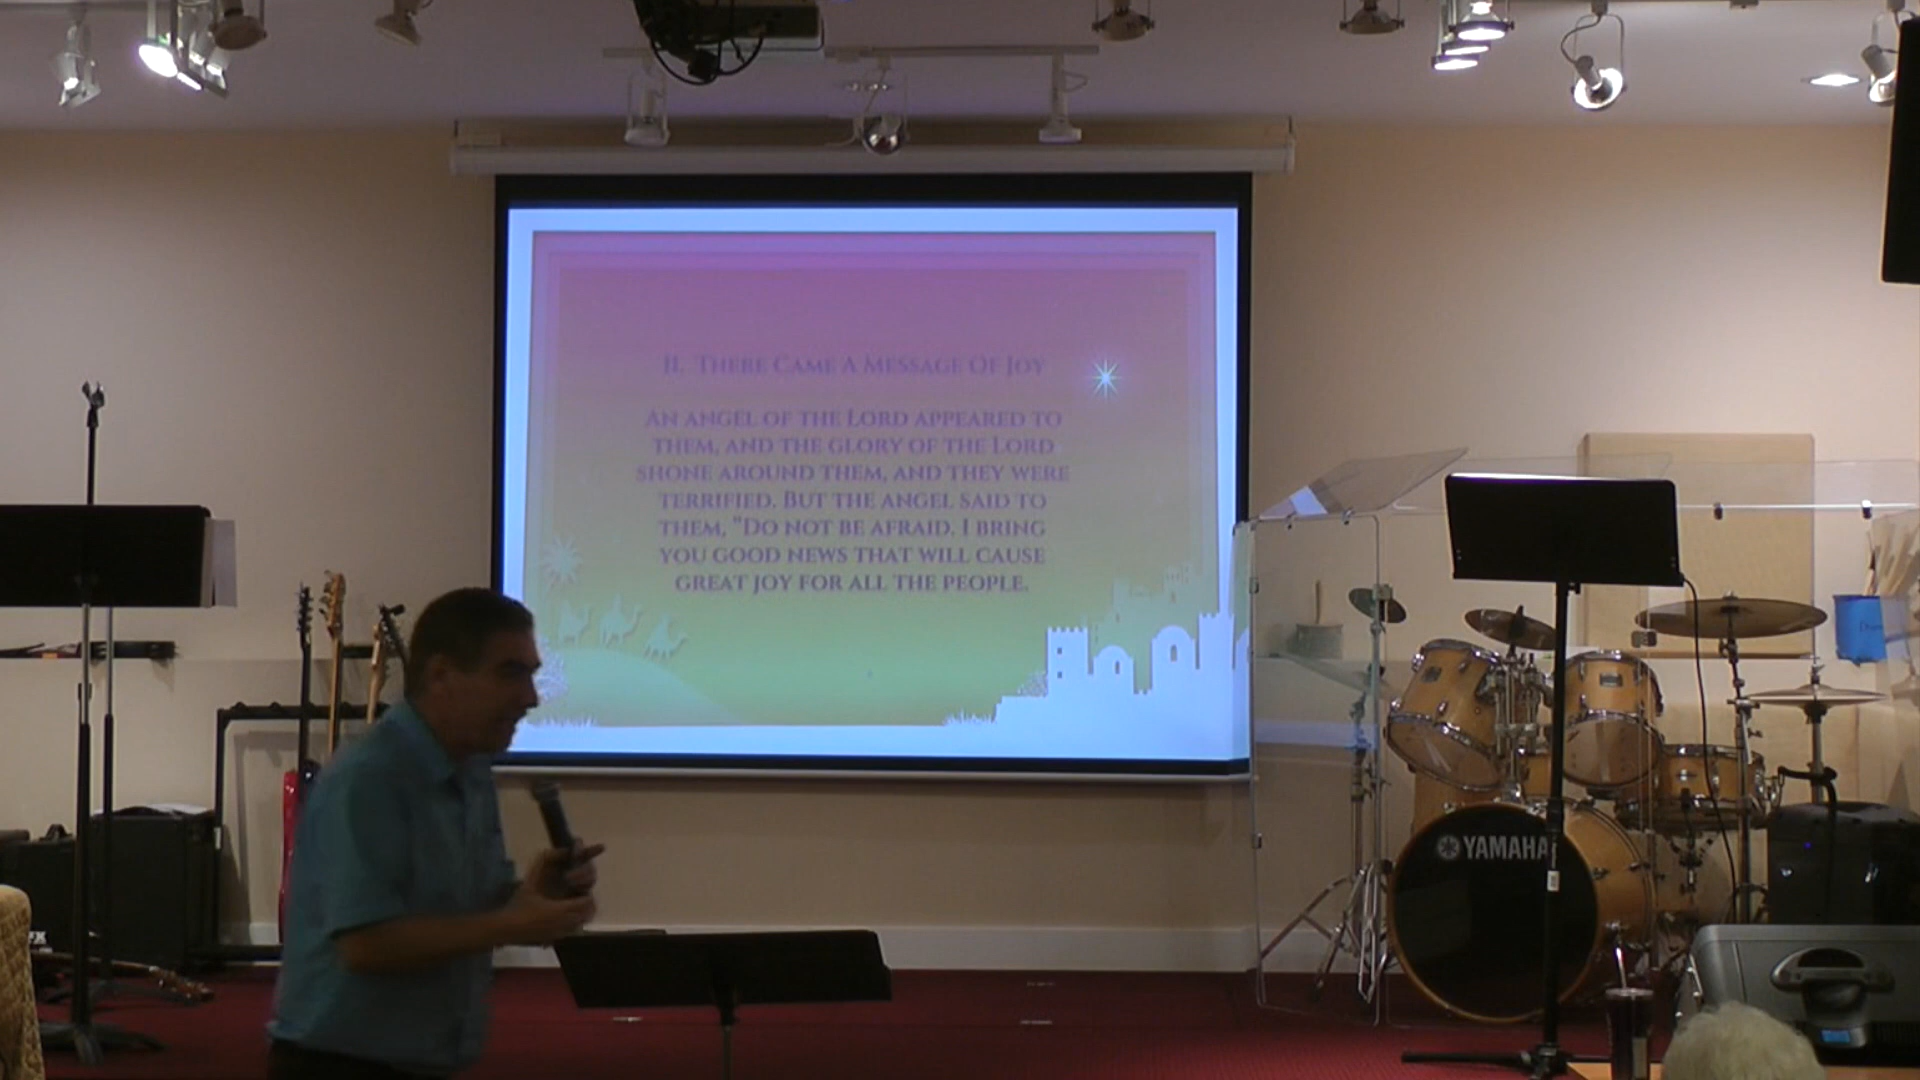 II. There Came A Message Of Joy
An angel of the Lord appeared to
them, and the glory of the Lord
shone around them, and they were
terrified. But the angel said to
them, "Do not be afraid. I bring
you good news that will cause
great joy for all the people.
YAMAHA